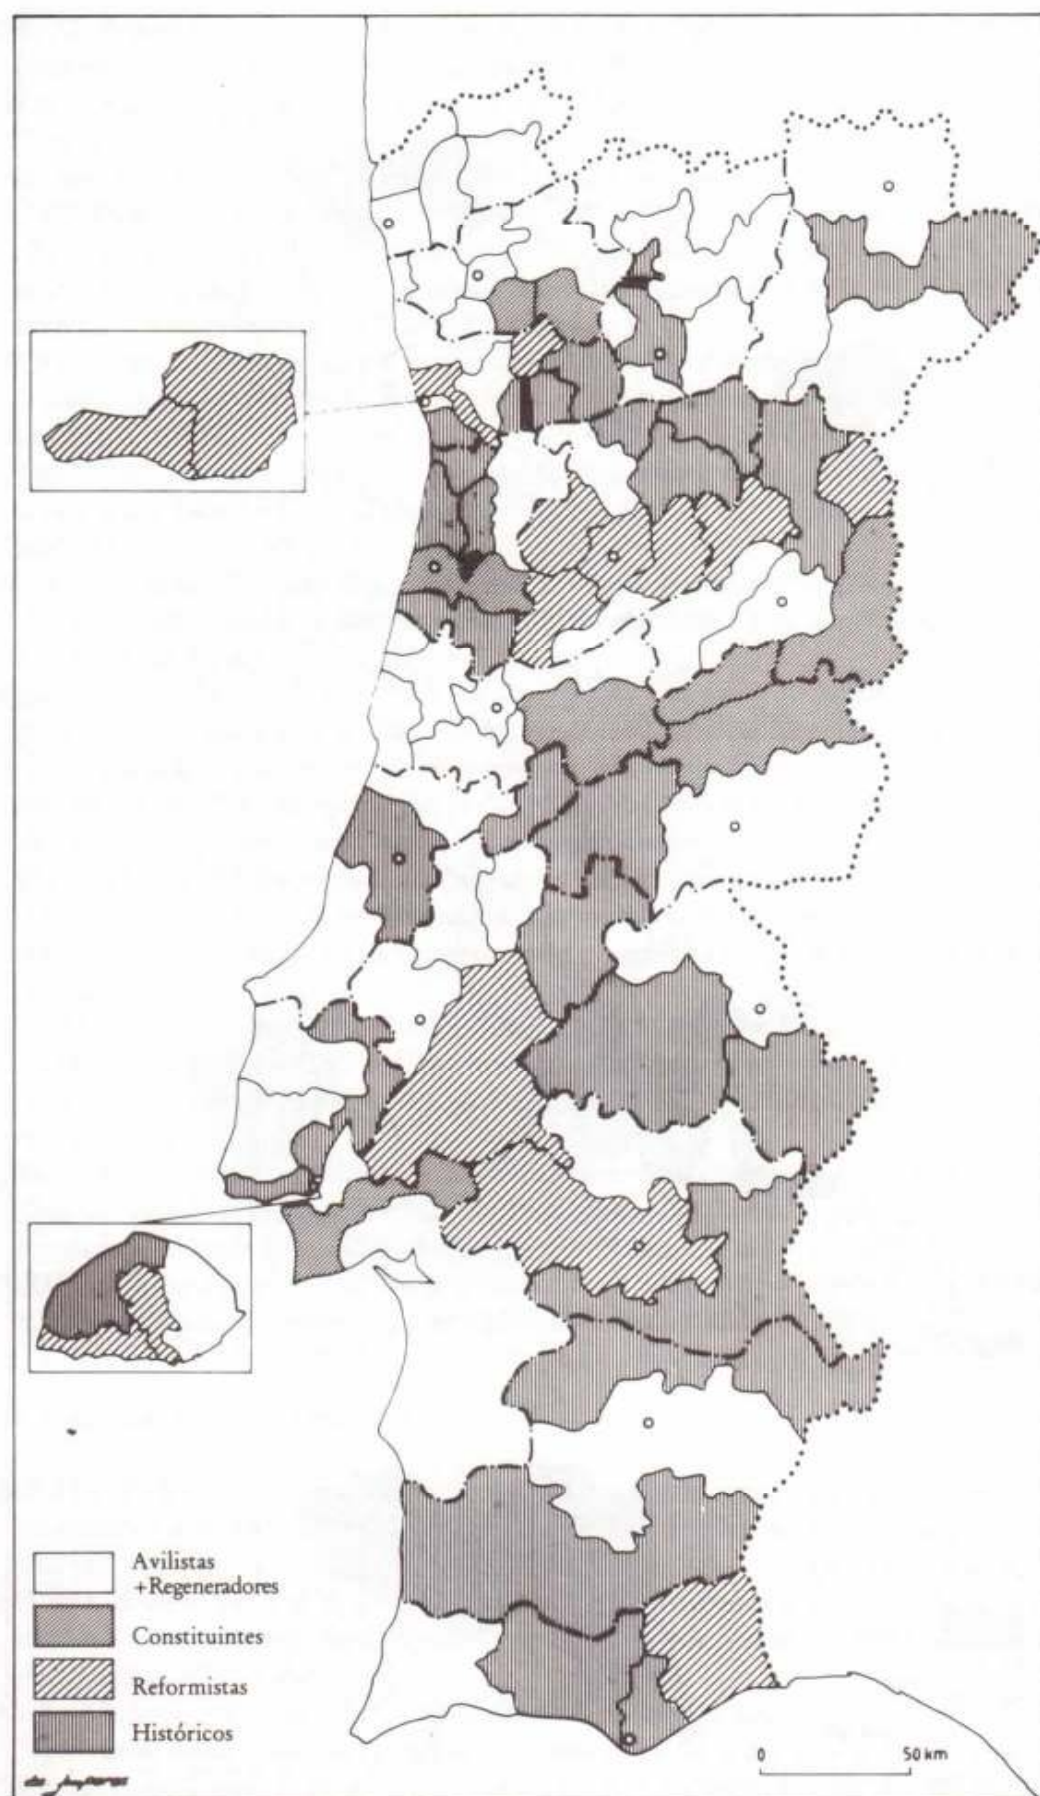 Avilistas
+Regeneradores
Constituintes
Reformistas
Históricos
0 50 km